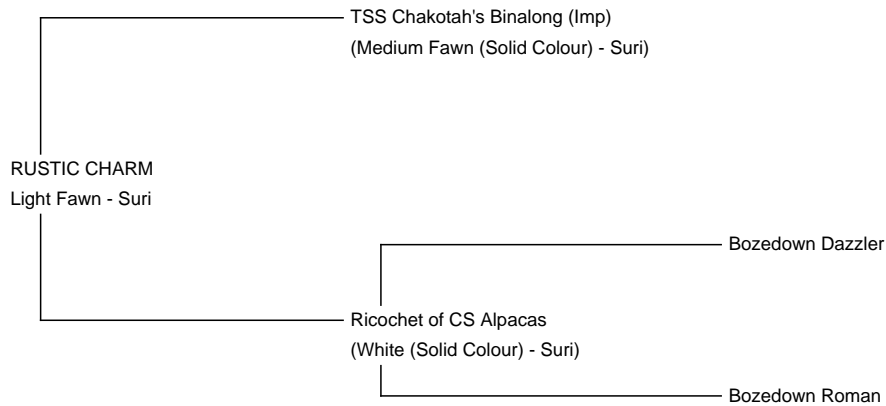 TSS Chakotah's Binalong (Imp)
(Medium Fawn (Solid Colour) - Suri)
RUSTIC CHARM
Light Fawn - Suri
Bozedown Dazzler
Ricochet of CS Alpacas
(White (Solid Colour) - Suri)
Bozedown Roman